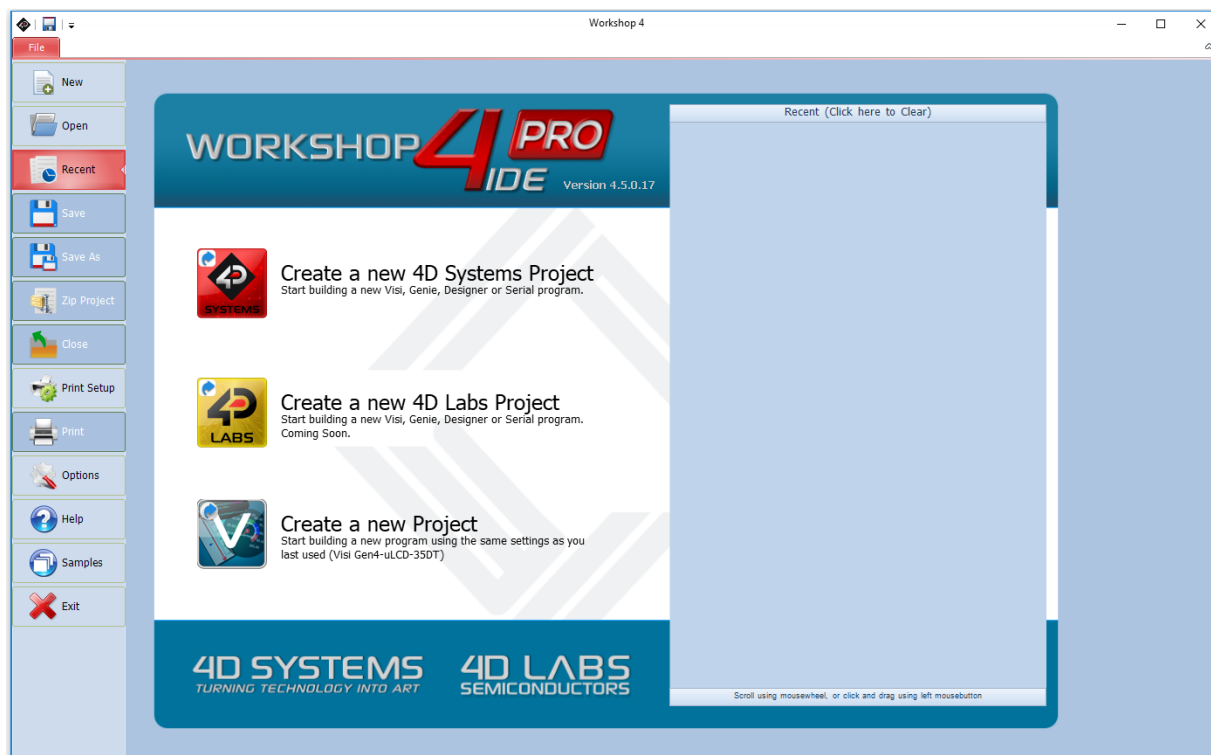 Workshop 4
File
New
Open
Recent
Save
Save As
Zip Project
Close
Print Setup
Print
Options
Help
Samples
Exit
WORKSHOP 4 PRO
IDE Version 4.5.0.17
Recent (Click here to Clear)
4D
SYSTEMS
Create a new 4D Systems Project
Start building a new Visi, Genie, Designer or Serial program.
4D
LABS
Create a new 4D Labs Project
Start building a new Visi, Genie, Designer or Serial program.
Coming Soon.
V
Create a new Project
Start building a new program using the same settings as you
last used (Visi Gen4-uLCD-35DT)
4D SYSTEMS
TURNING TECHNOLOGY INTO ART
4D LABS
SEMICONDUCTORS
Scroll using mousewheel, or click and drag using left mousebutton